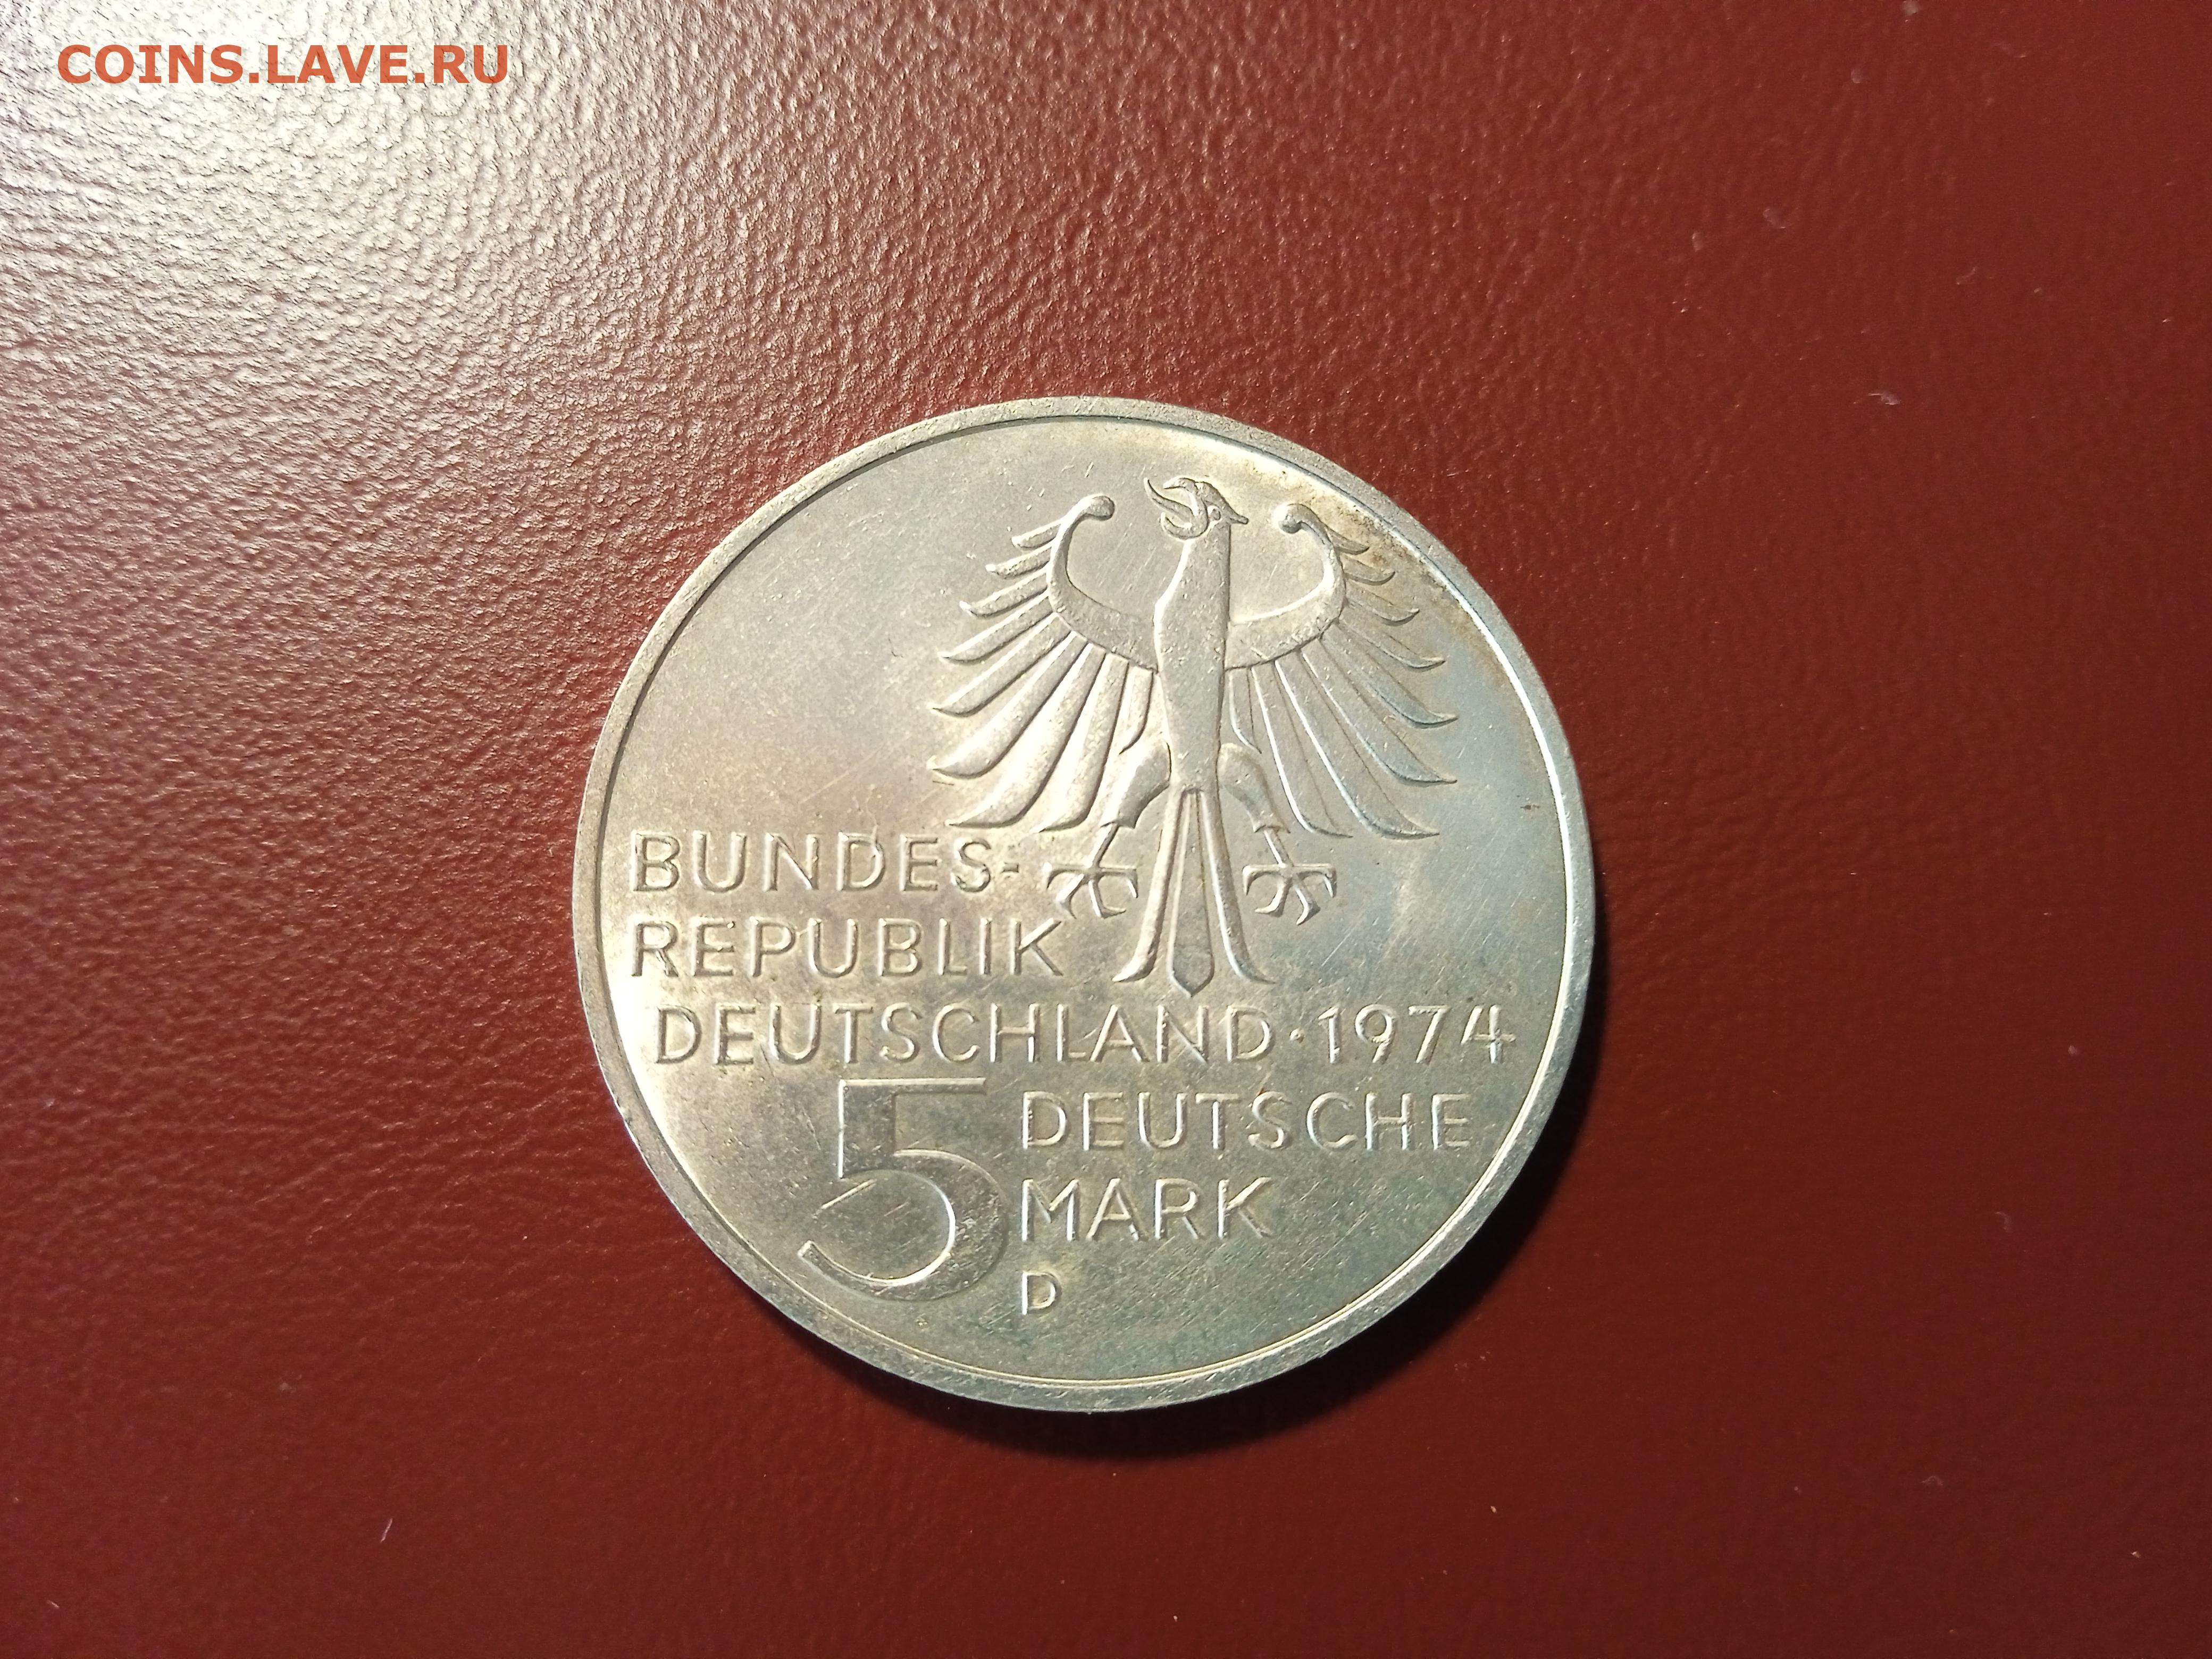 COINS.LAVE.RU
BUNDES-
REPUBLIK
DEUTSCHLAND·1974
5 DEUTSCHE
MARK
D